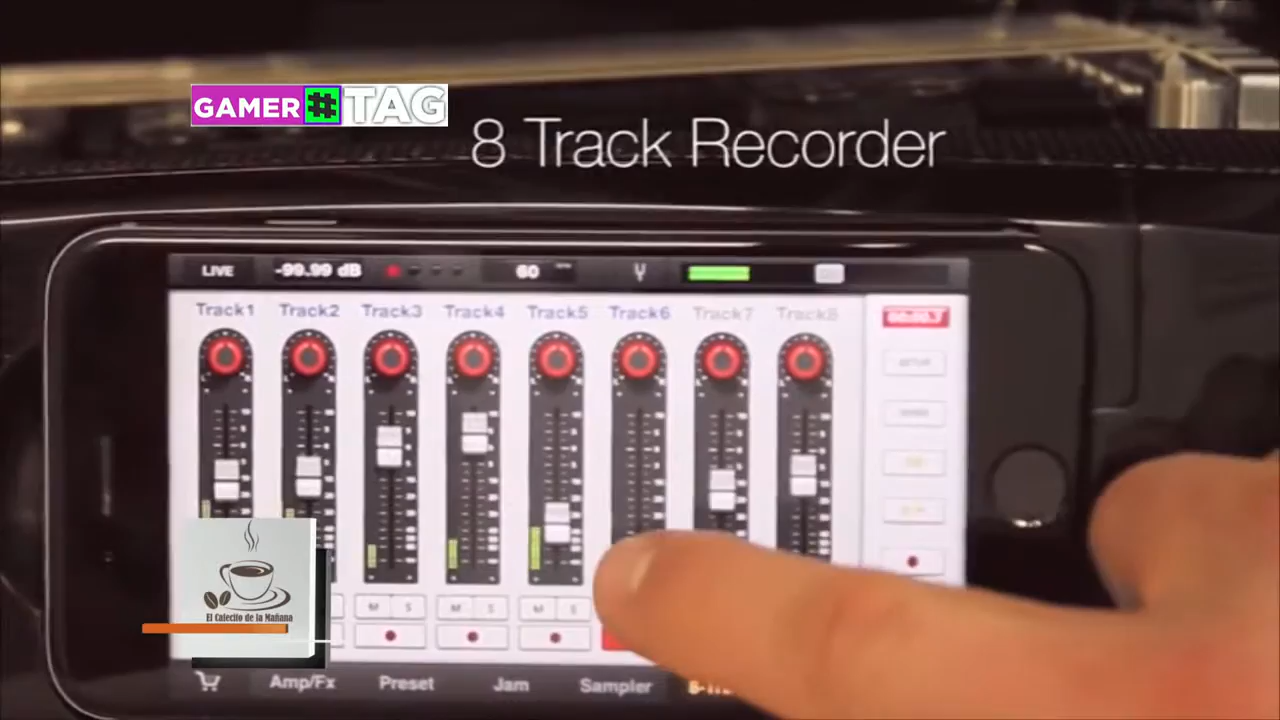 GAMER#TAG
8 Track Recorder
LIVE -99.99 dB 60
Track1 Track2 Track3 Track4 Track5 Track6 Track7 Track8
M S M S M S
El Cafecito de la Mañana
Amp/Fx Preset Jam Sampler